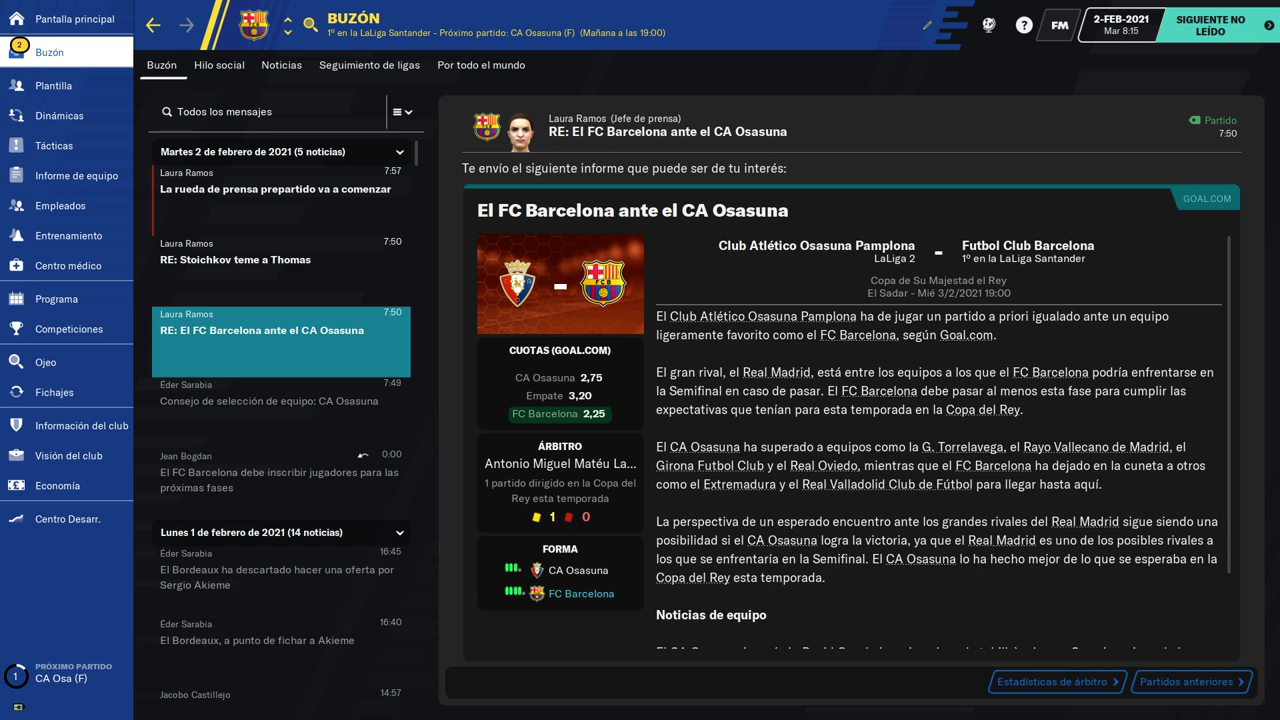 Pantalla principal
2
Buzón
Plantilla
Dinámicas
Tácticas
Informe de equipo
Empleados
Entrenamiento
Centro médico
Programa
Competiciones
Ojeo
Fichajes
Información del club
Visión del club
Economía
Centro Desarr.
PRÓXIMO PARTIDO
1
CA Osa (F)
BUZÓN
1º en la LaLiga Santander - Próximo partido: CA Osasuna (F) (Mañana a las 19:00)
?
FM
2-FEB-2021
Mar 8:15
SIGUIENTE NO
LEÍDO
Buzón Hilo social Noticias Seguimiento de ligas Por todo el mundo
Todos los mensajes
Martes 2 de febrero de 2021 (5 noticias)
Laura Ramos 7:57
La rueda de prensa prepartido va a comenzar
Laura Ramos 7:50
RE: Stoichkov teme a Thomas
Laura Ramos 7:50
RE: El FC Barcelona ante el CA Osasuna
Éder Sarabia 7:49
Consejo de selección de equipo: CA Osasuna
Jean Bogdan 0:00
El FC Barcelona debe inscribir jugadores para las
próximas fases
Lunes 1 de febrero de 2021 (14 noticias)
Éder Sarabia 16:45
El Bordeaux ha descartado hacer una oferta por
Sergio Akieme
Éder Sarabia 16:40
El Bordeaux, a punto de fichar a Akieme
Jacobo Castillejo 14:57
Laura Ramos (Jefe de prensa)
RE: El FC Barcelona ante el CA Osasuna
Partido
7:50
Te envío el siguiente informe que puede ser de tu interés:
GOAL.COM
El FC Barcelona ante el CA Osasuna
FCB
CUOTAS (GOAL.COM)
CA Osasuna 2,75
Empate 3,20
FC Barcelona 2,25
ÁRBITRO
Antonio Miguel Matéu La...
1 partido dirigido en la Copa del
Rey esta temporada
1 0
FORMA
CA Osasuna
FC Barcelona
Club Atlético Osasuna Pamplona - Futbol Club Barcelona
LaLiga 2 1º en la LaLiga Santander
Copa de Su Majestad el Rey
El Sadar - Mié 3/2/2021 19:00
El Club Atlético Osasuna Pamplona ha de jugar un partido a priori igualado ante un equipo
ligeramente favorito como el FC Barcelona, según Goal.com.
El gran rival, el Real Madrid, está entre los equipos a los que el FC Barcelona podría enfrentarse en
la Semifinal en caso de pasar. El FC Barcelona debe pasar al menos esta fase para cumplir las
expectativas que tenían para esta temporada en la Copa del Rey.
El CA Osasuna ha superado a equipos como la G. Torrelavega, el Rayo Vallecano de Madrid, el
Girona Futbol Club y el Real Oviedo, mientras que el FC Barcelona ha dejado en la cuneta a otros
como el Extremadura y el Real Valladolid Club de Fútbol para llegar hasta aquí.
La perspectiva de un esperado encuentro ante los grandes rivales del Real Madrid sigue siendo una
posibilidad si el CA Osasuna logra la victoria, ya que el Real Madrid es uno de los posibles rivales a
los que se enfrentaría en la Semifinal. El CA Osasuna lo ha hecho mejor de lo que se esperaba en la
Copa del Rey esta temporada.
Noticias de equipo
Estadísticas de árbitro
Partidos anteriores